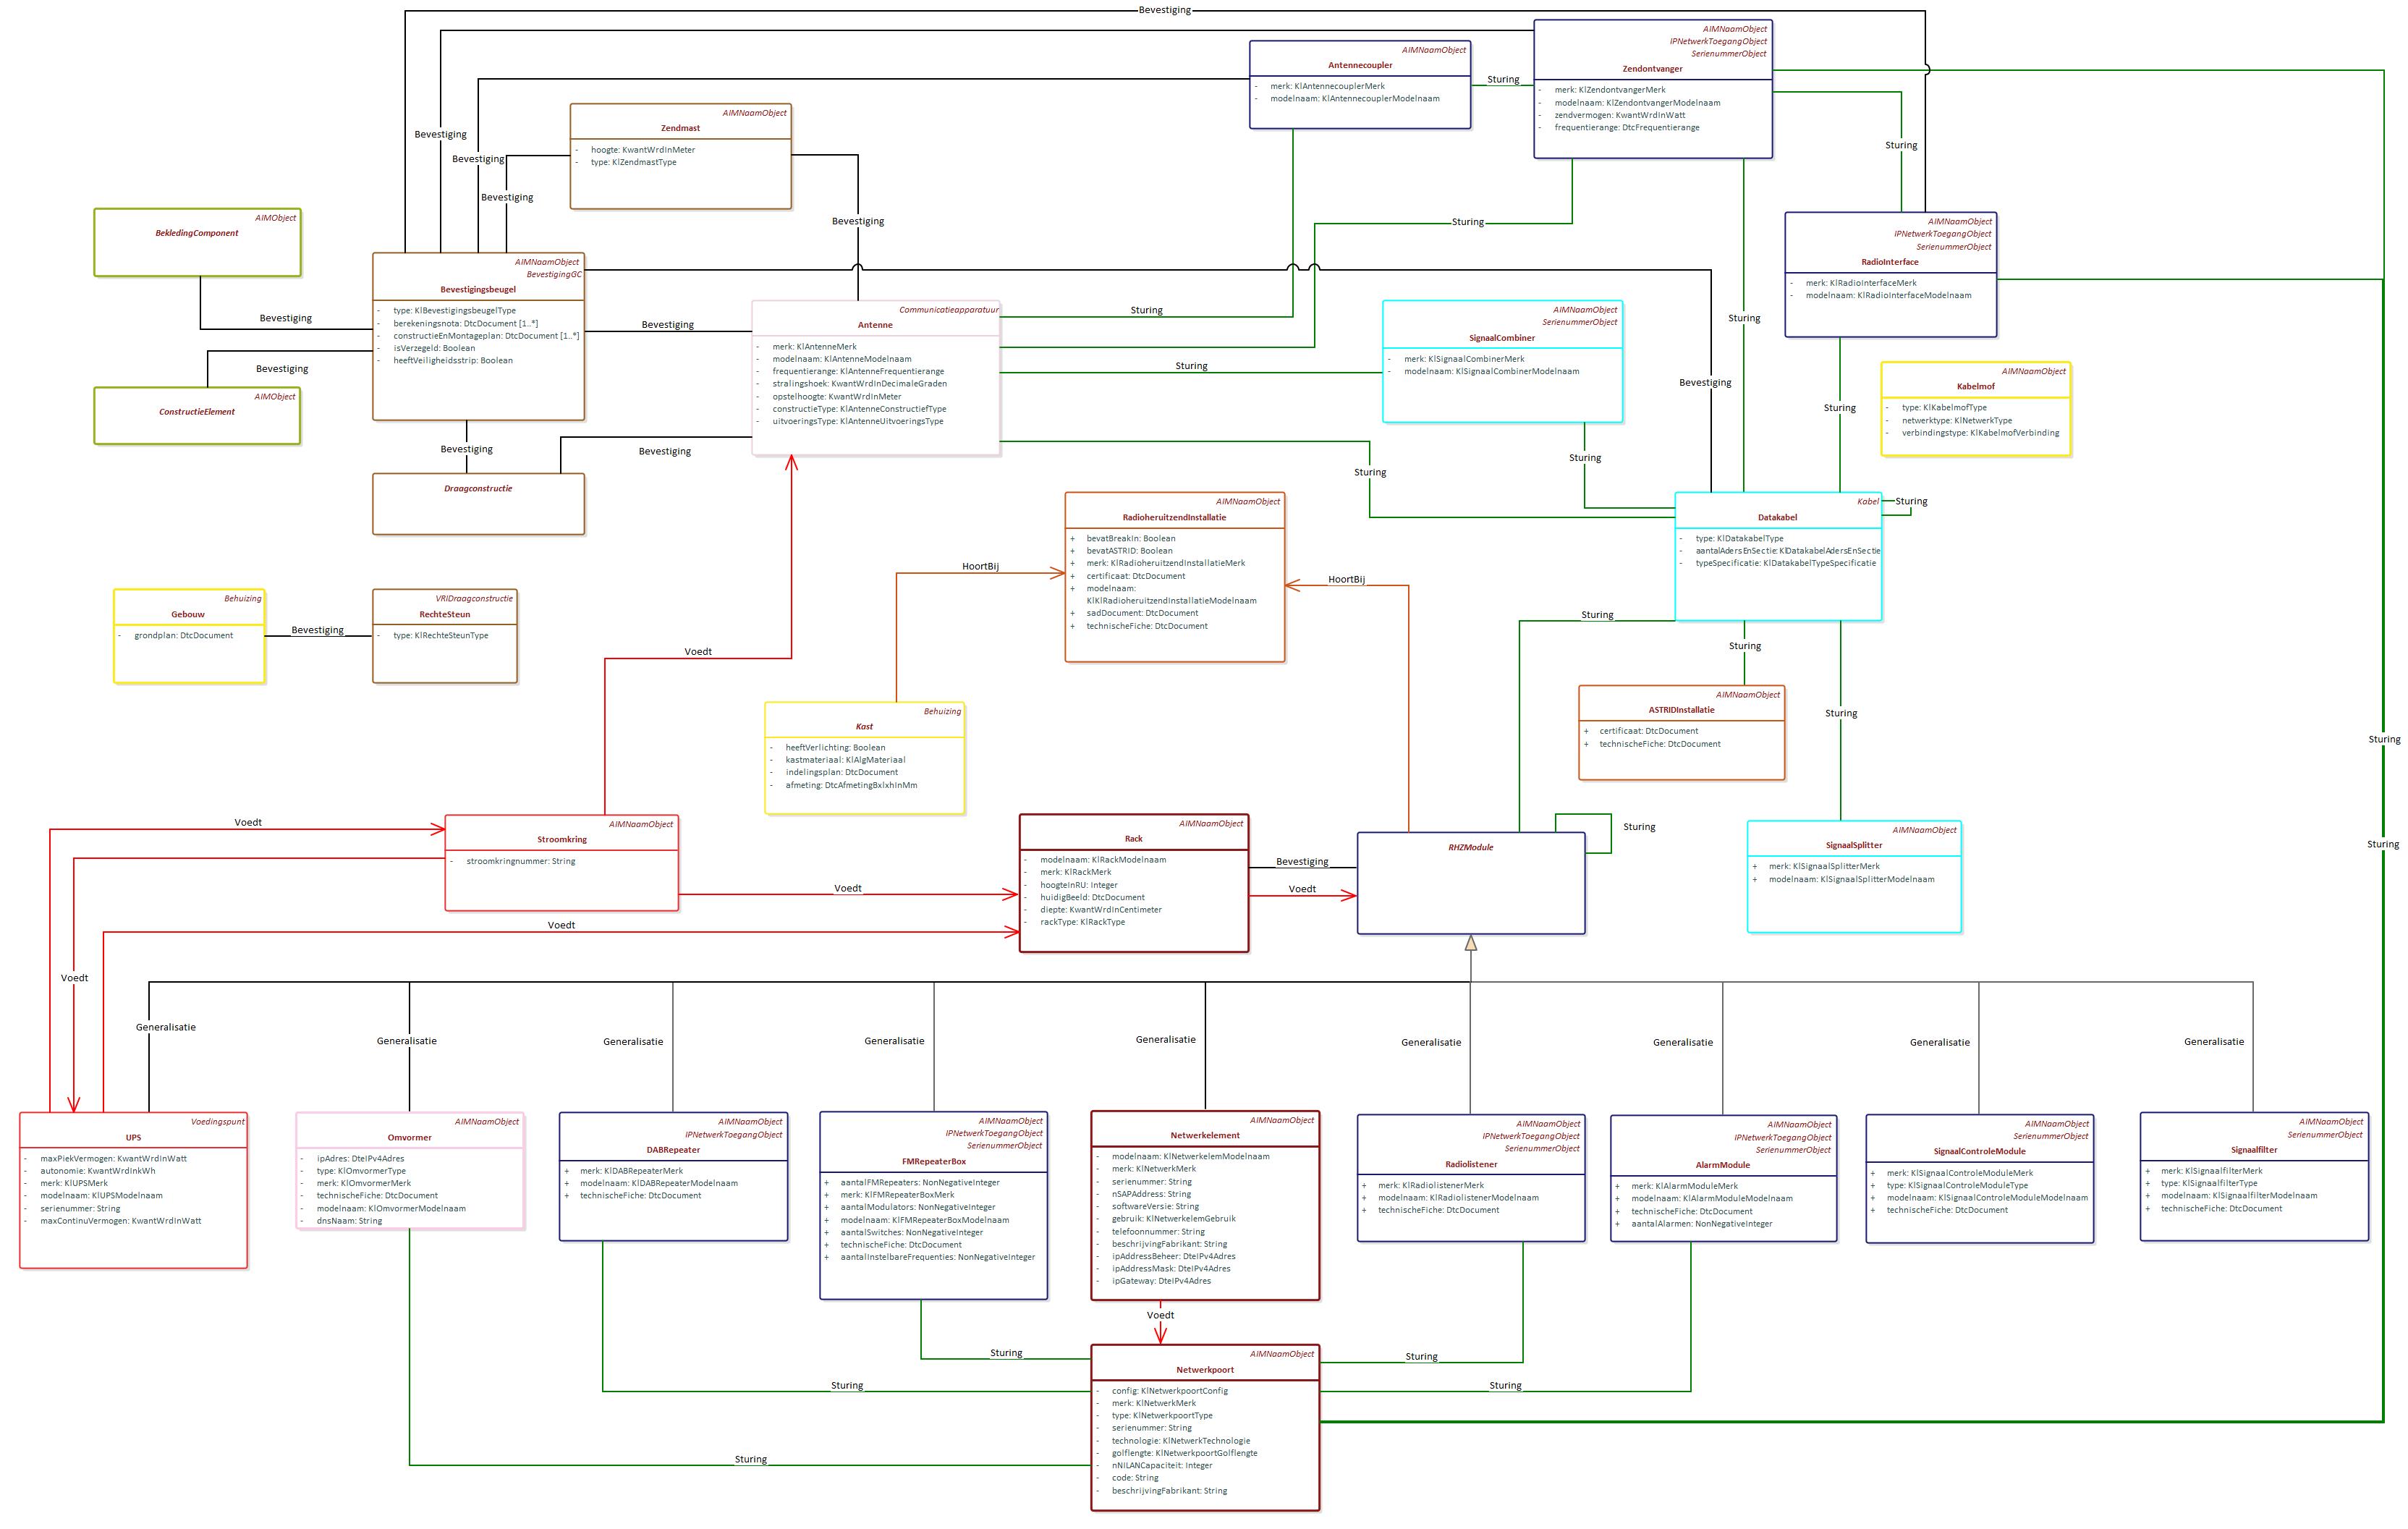 Bevestiging
AIMNaamObject
IPNetwerkToegangObject
SerienummerObject
Zendontvanger
- merk: KlZendontvangerMerk
- modelnaam: KlZendontvangerModelnaam
- zendvermogen: KwantWrdInWatt
- frequentierange: DtcFrequentierange
AIMNaamObject
Antennecoupler
- merk: KlAntennecouplerMerk
- modelnaam: KlAntennecouplerModelnaam
Sturing
AIMNaamObject
Zendmast
- hoogte: KwantWrdInMeter
- type: KlZendmastType
Bevestiging
Bevestiging
Bevestiging
Bevestiging
Sturing
Sturing
AIMObject
BekledingComponent
AIMNaamObject
IPNetwerkToegangObject
SerienummerObject
RadioInterface
- merk: KlRadioInterfaceMerk
- modelnaam: KlRadioInterfaceModelnaam
AIMNaamObject
BevestigingGC
Bevestigingsbeugel
- type: KlBevestigingsbeugelType
- berekeningsnota: DtcDocument [1..*]
- constructieEnMontageplan: DtcDocument [1..*]
- isVerzegeld: Boolean
- heeftVeiligheidsstrip: Boolean
Bevestiging
Bevestiging
Bevestiging
Communicatieapparatuur
Antenne
- merk: KlAntenneMerk
- modelnaam: KlAntenneModelnaam
- frequentierange: KlAntenneFrequentierange
- stralingshoek: KwantWrdInDecimaleGraden
- opstelhoogte: KwantWrdInMeter
- constructieType: KlAntenneConstructiefType
- uitvoeringsType: KlAntenneUitvoeringsType
Sturing
Sturing
AIMNaamObject
SerienummerObject
SignaalCombiner
- merk: KlSignaalCombinerMerk
- modelnaam: KlSignaalCombinerModelnaam
Sturing
Bevestiging
Sturing
AIMNaamObject
Kabelmof
- type: KlKabelmofType
- netwerktype: KlNetwerkType
- verbindingstype: KlKabelmofVerbinding
AIMObject
ConstructieElement
Bevestiging
Bevestiging
Sturing
Sturing
Draagconstructie
AIMNaamObject
RadioheruitzendInstallatie
+ bevatBreakIn: Boolean
+ bevatASTRID: Boolean
+ merk: KlRadioheruitzendInstallatieMerk
+ certificaat: DtcDocument
+ modelnaam:
KlKlRadioheruitzendInstallatieModelnaam
+ sadDocument: DtcDocument
+ technischeFiche: DtcDocument
Kabel
Datakabel
- type: KlDatakabelType
- aantalAdersEnSectie: KlDatakabelAdersEnSectie
- typeSpecificatie: KlDatakabelTypeSpecificatie
Sturing
HoortBij
HoortBij
Behuizing
Gebouw
- grondplan: DtcDocument
Bevestiging
VRIDraagconstructie
RechteSteun
- type: KlRechteSteunType
Voedt
Sturing
Sturing
AIMNaamObject
ASTRIDInstallatie
+ certificaat: DtcDocument
+ technischeFiche: DtcDocument
Sturing
Sturing
Behuizing
Kast
- heeftVerlichting: Boolean
- kastmateriaal: KlAlgMateriaal
- indelingsplan: DtcDocument
- afmeting: DtcAfmetingBxlxhInMm
Voedt
AIMNaamObject
Stroomkring
- stroomkringnummer: String
AIMNaamObject
Rack
- modelnaam: KlRackModelnaam
- merk: KlRackMerk
- hoogteInRU: Integer
- huidigBeeld: DtcDocument
- diepte: KwantWrdInCentimeter
- rackType: KlRackType
Bevestiging
Voedt
RHZModule
Sturing
AIMNaamObject
SignaalSplitter
+ merk: KlSignaalSplitterMerk
+ modelnaam: KlSignaalSplitterModelnaam
Sturing
Voedt
Voedt
Voedt
Generalisatie
Generalisatie
Generalisatie
Generalisatie
Generalisatie
Generalisatie
Generalisatie
Generalisatie
Generalisatie
Voedingspunt
UPS
- maxPiekVermogen: KwantWrdInWatt
- autonomie: KwantWrdInkWh
- merk: KlUPSMerk
- modelnaam: KlUPSModelnaam
- serienummer: String
- maxContinuVermogen: KwantWrdInWatt
AIMNaamObject
Omvormer
- ipAdres: DteIPv4Adres
- type: KlOmvormerType
- merk: KlOmvormerMerk
- technischeFiche: DtcDocument
- modelnaam: KlOmvormerModelnaam
- dnsNaam: String
AIMNaamObject
IPNetwerkToegangObject
DABRepeater
+ merk: KlDABRepeaterMerk
+ modelnaam: KlDABRepeaterModelnaam
+ technischeFiche: DtcDocument
AIMNaamObject
IPNetwerkToegangObject
SerienummerObject
FMRepeaterBox
+ aantalFMRepeaters: NonNegativeInteger
+ merk: KlFMRepeaterBoxMerk
+ aantalModulators: NonNegativeInteger
+ modelnaam: KlFMRepeaterBoxModelnaam
+ aantalSwitches: NonNegativeInteger
+ technischeFiche: DtcDocument
+ aantalInstelbareFrequenties: NonNegativeInteger
AIMNaamObject
Netwerkelement
- modelnaam: KlNetwerkelemModelnaam
- merk: KlNetwerkMerk
- serienummer: String
- nSAPAddress: String
- softwareVersie: String
- gebruik: KlNetwerkelemGebruik
- telefoonnummer: String
- beschrijvingFabrikant: String
- ipAddressBeheer: DteIPv4Adres
- ipAddressMask: DteIPv4Adres
- ipGateway: DteIPv4Adres
AIMNaamObject
IPNetwerkToegangObject
SerienummerObject
Radiolistener
+ merk: KlRadiolistenerMerk
+ modelnaam: KlRadiolistenerModelnaam
+ technischeFiche: DtcDocument
AIMNaamObject
IPNetwerkToegangObject
SerienummerObject
AlarmModule
+ merk: KlAlarmModuleMerk
+ modelnaam: KlAlarmModuleModelnaam
+ technischeFiche: DtcDocument
+ aantalAlarmen: NonNegativeInteger
AIMNaamObject
SerienummerObject
SignaalControleModule
+ merk: KlSignaalControleModuleMerk
+ type: KlSignaalControleModuleType
+ modelnaam: KlSignaalControleModuleModelnaam
+ technischeFiche: DtcDocument
AIMNaamObject
SerienummerObject
Signaalfilter
+ merk: KlSignaalfilterMerk
+ type: KlSignaalfilterType
+ modelnaam: KlSignaalfilterModelnaam
+ technischeFiche: DtcDocument
Voedt
Sturing
Sturing
Sturing
Sturing
Sturing
AIMNaamObject
Netwerkpoort
- config: KlNetwerkpoortConfig
- merk: KlNetwerkMerk
- type: KlNetwerkpoortType
- serienummer: String
- technologie: KlNetwerkTechnologie
- golflengte: KlNetwerkpoortGolflengte
- nNILANCapaciteit: Integer
- code: String
- beschrijvingFabrikant: String